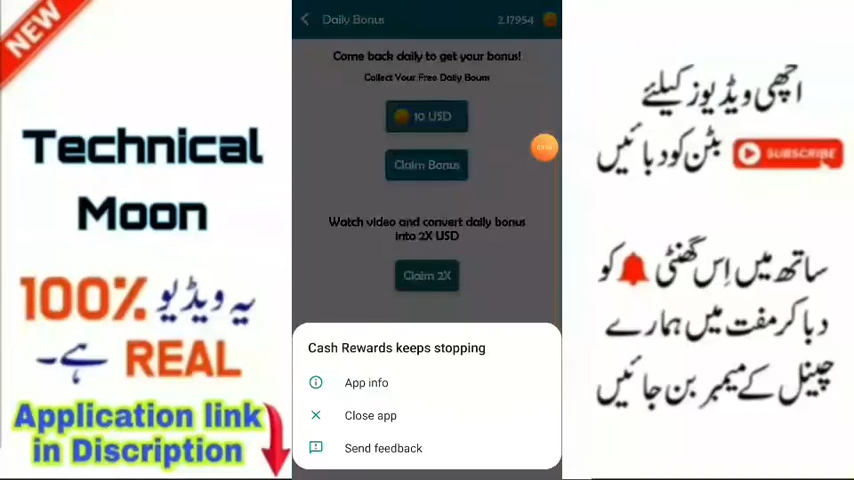 NEW
Technical
Moon
یہ ویڈیو 100%
REAL ہے۔
Application link
in Discription
Daily Bonus
2.17954
Come back daily to get your bonus!
Collect Your Free Daily Boum
10 USD
Claim Bonus
Watch video and convert daily bonus
into 2X USD
Claim 2X
Cash Rewards keeps stopping
App info
Close app
Send feedback
اچھی ویڈیوز کیلئے
بٹن کو دبائیں SUBSCRIBE
ساتھ میں اِس گھنٹی کو
دبا کر مفت میں ہمارے
چینل کے میمبر بن جائیں